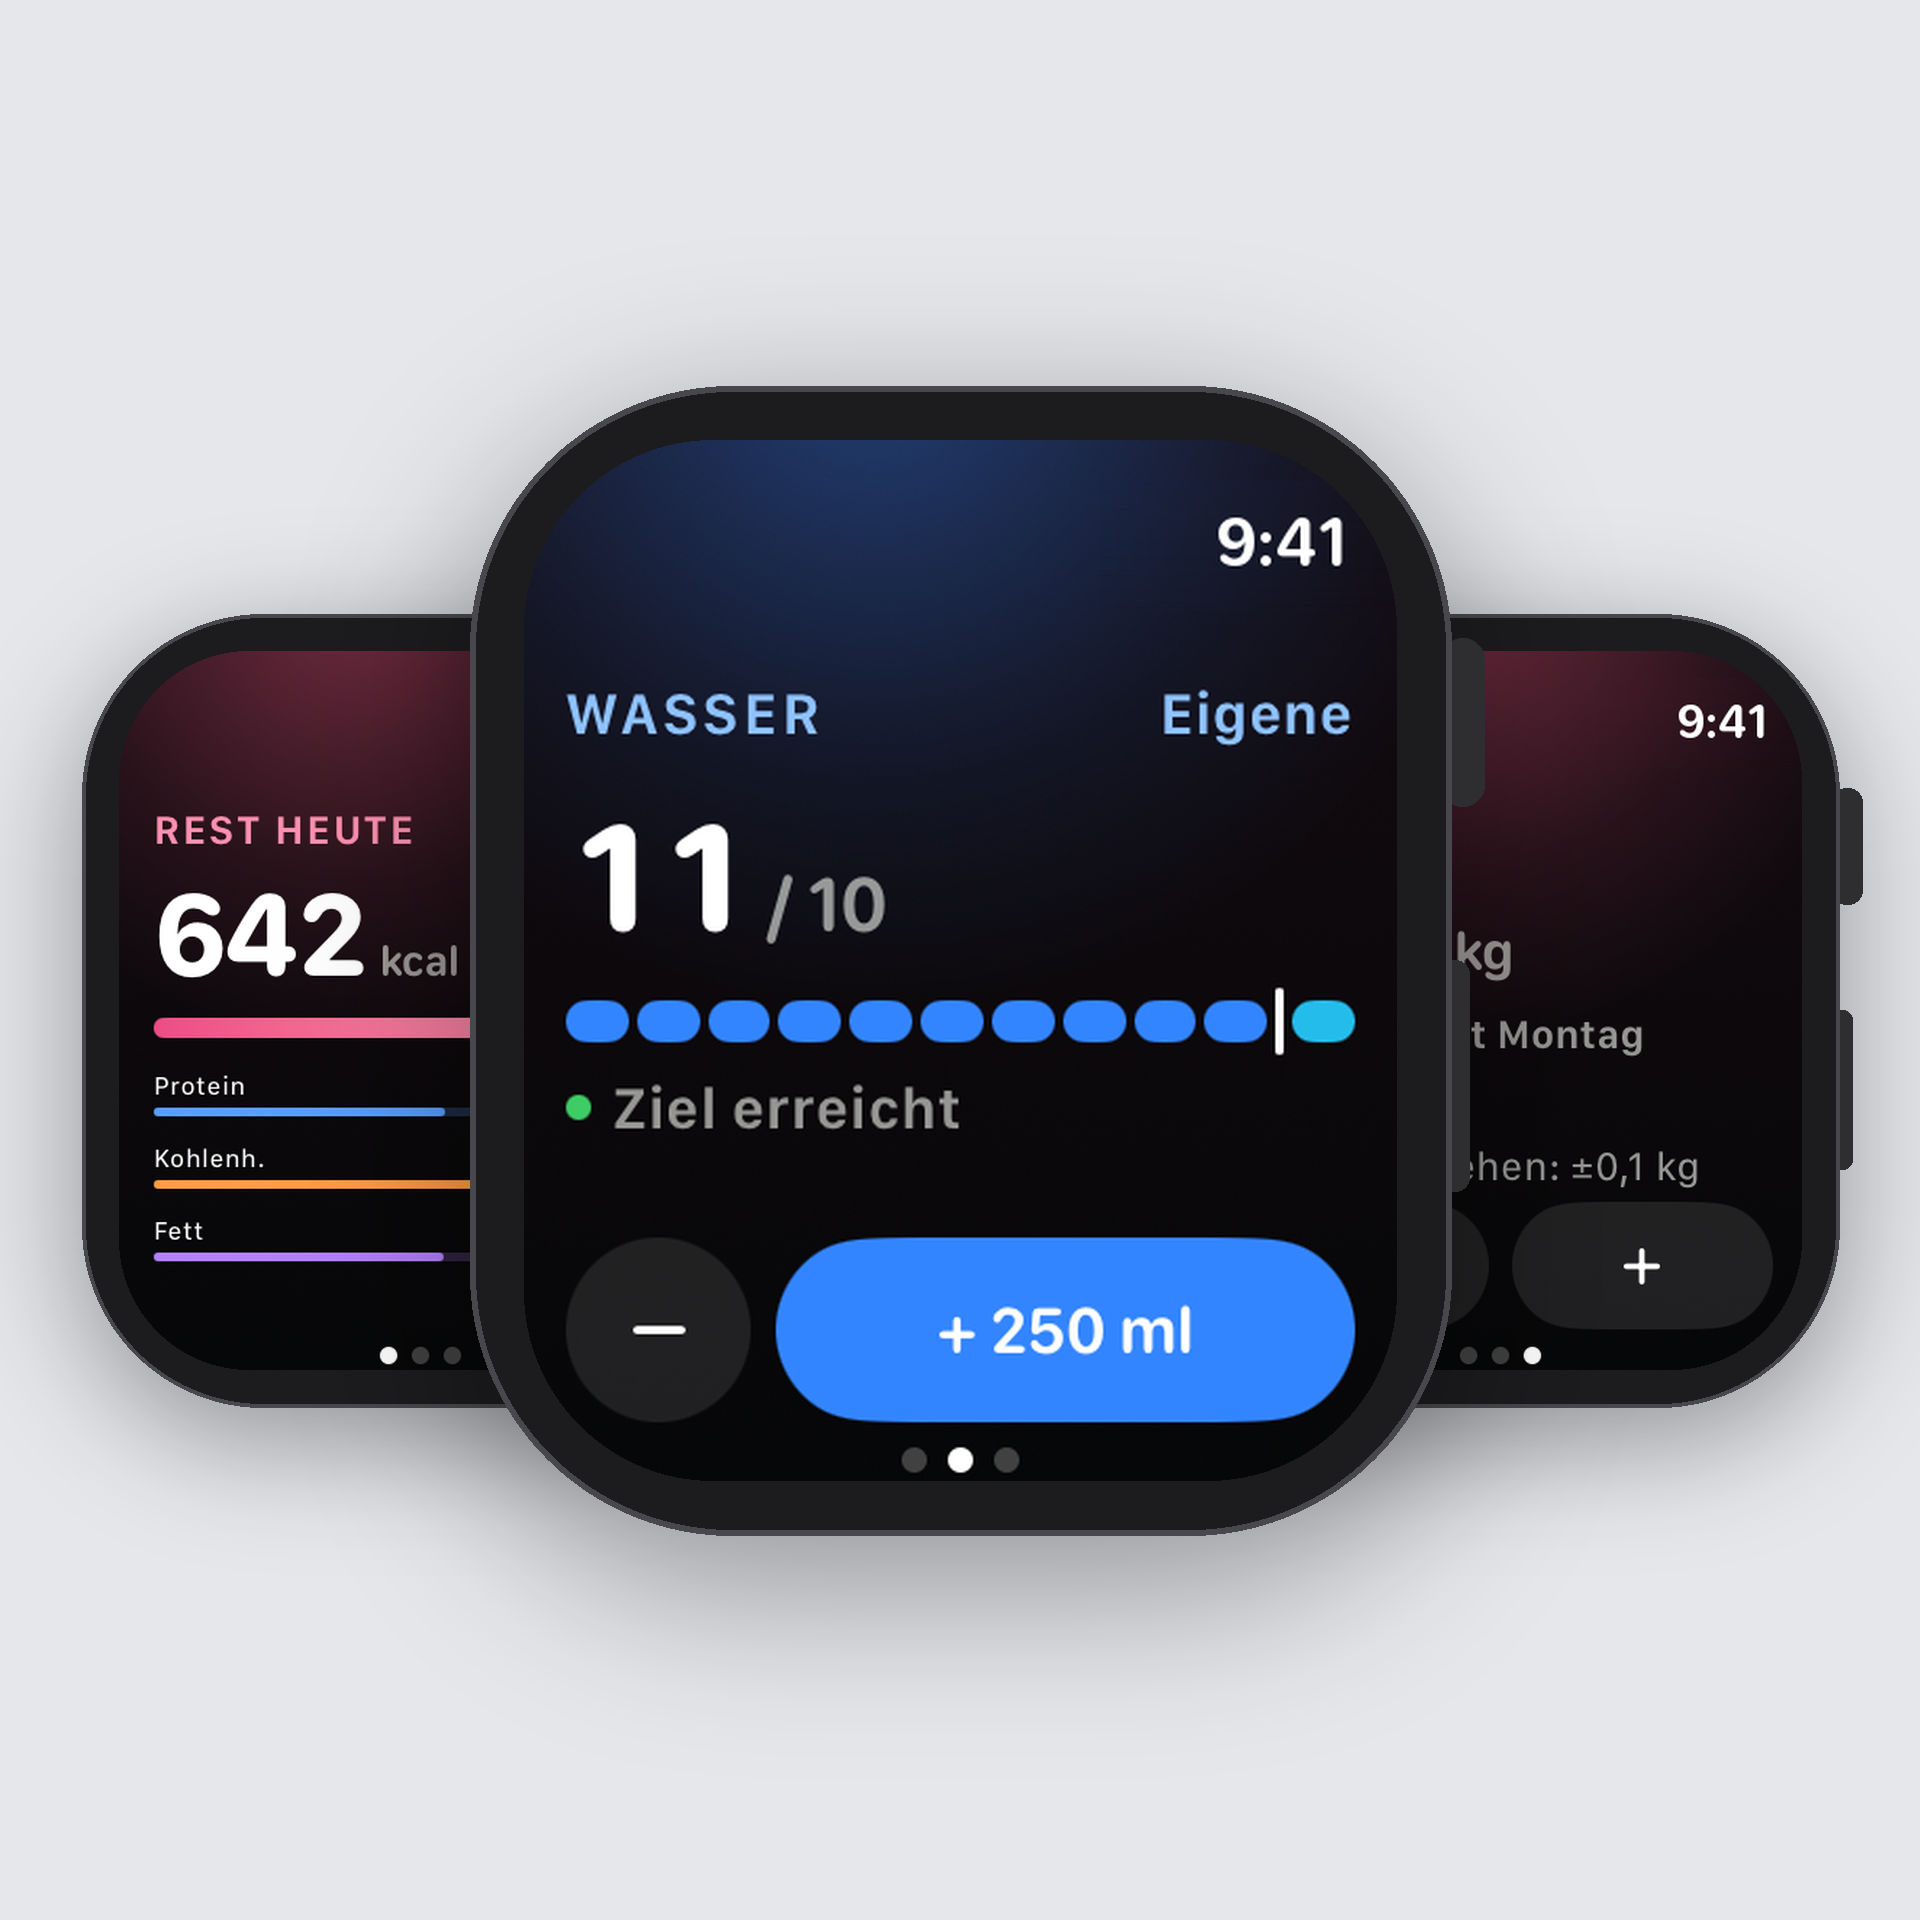 REST HEUTE
642 kcal
Protein
Kohlenh.
Fett
9:41
WASSER Eigene
11 / 10
Ziel erreicht
− + 250 ml
9:41
kg
Montag
±0,1 kg
+